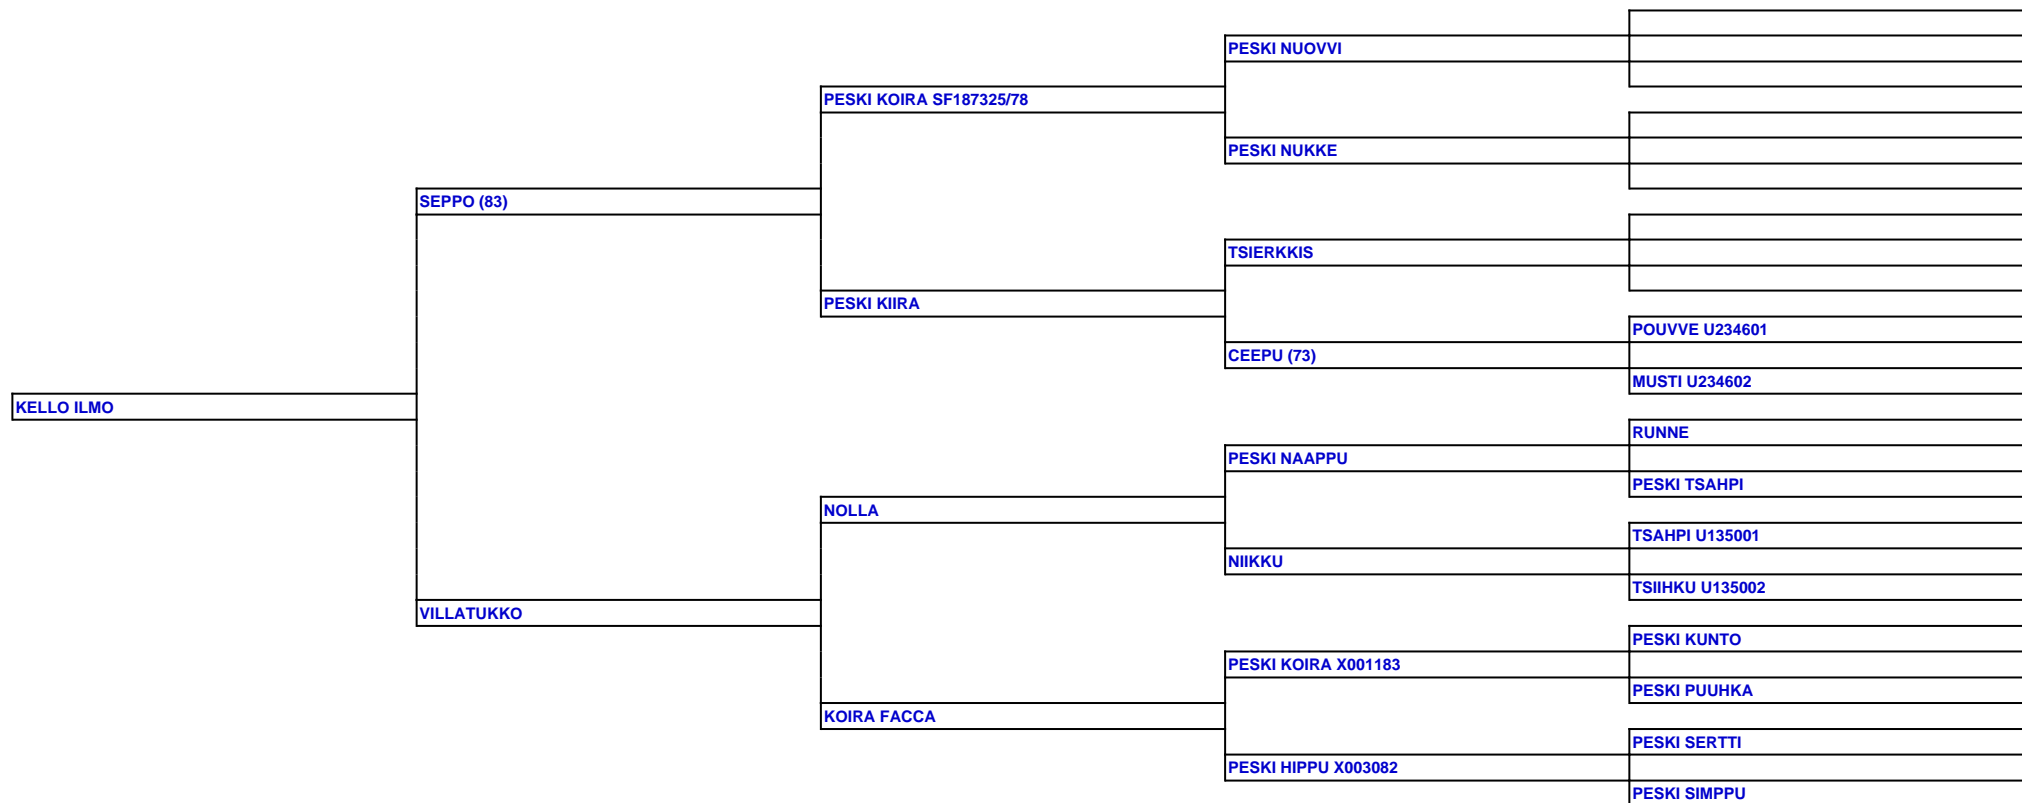 PESKI NUOVVI
PESKI KOIRA SF187325/78
PESKI NUKKE
SEPPO (83)
TSIERKKIS
PESKI KIIRA
POUVVE U234601
CEEPU (73)
MUSTI U234602
KELLO ILMO
RUNNE
PESKI NAAPPU
PESKI TSAHPI
NOLLA
TSAHPI U135001
NIIKKU
TSIIHKU U135002
VILLATUKKO
PESKI KUNTO
PESKI KOIRA X001183
PESKI PUUHKA
KOIRA FACCA
PESKI SERTTI
PESKI HIPPU X003082
PESKI SIMPPU